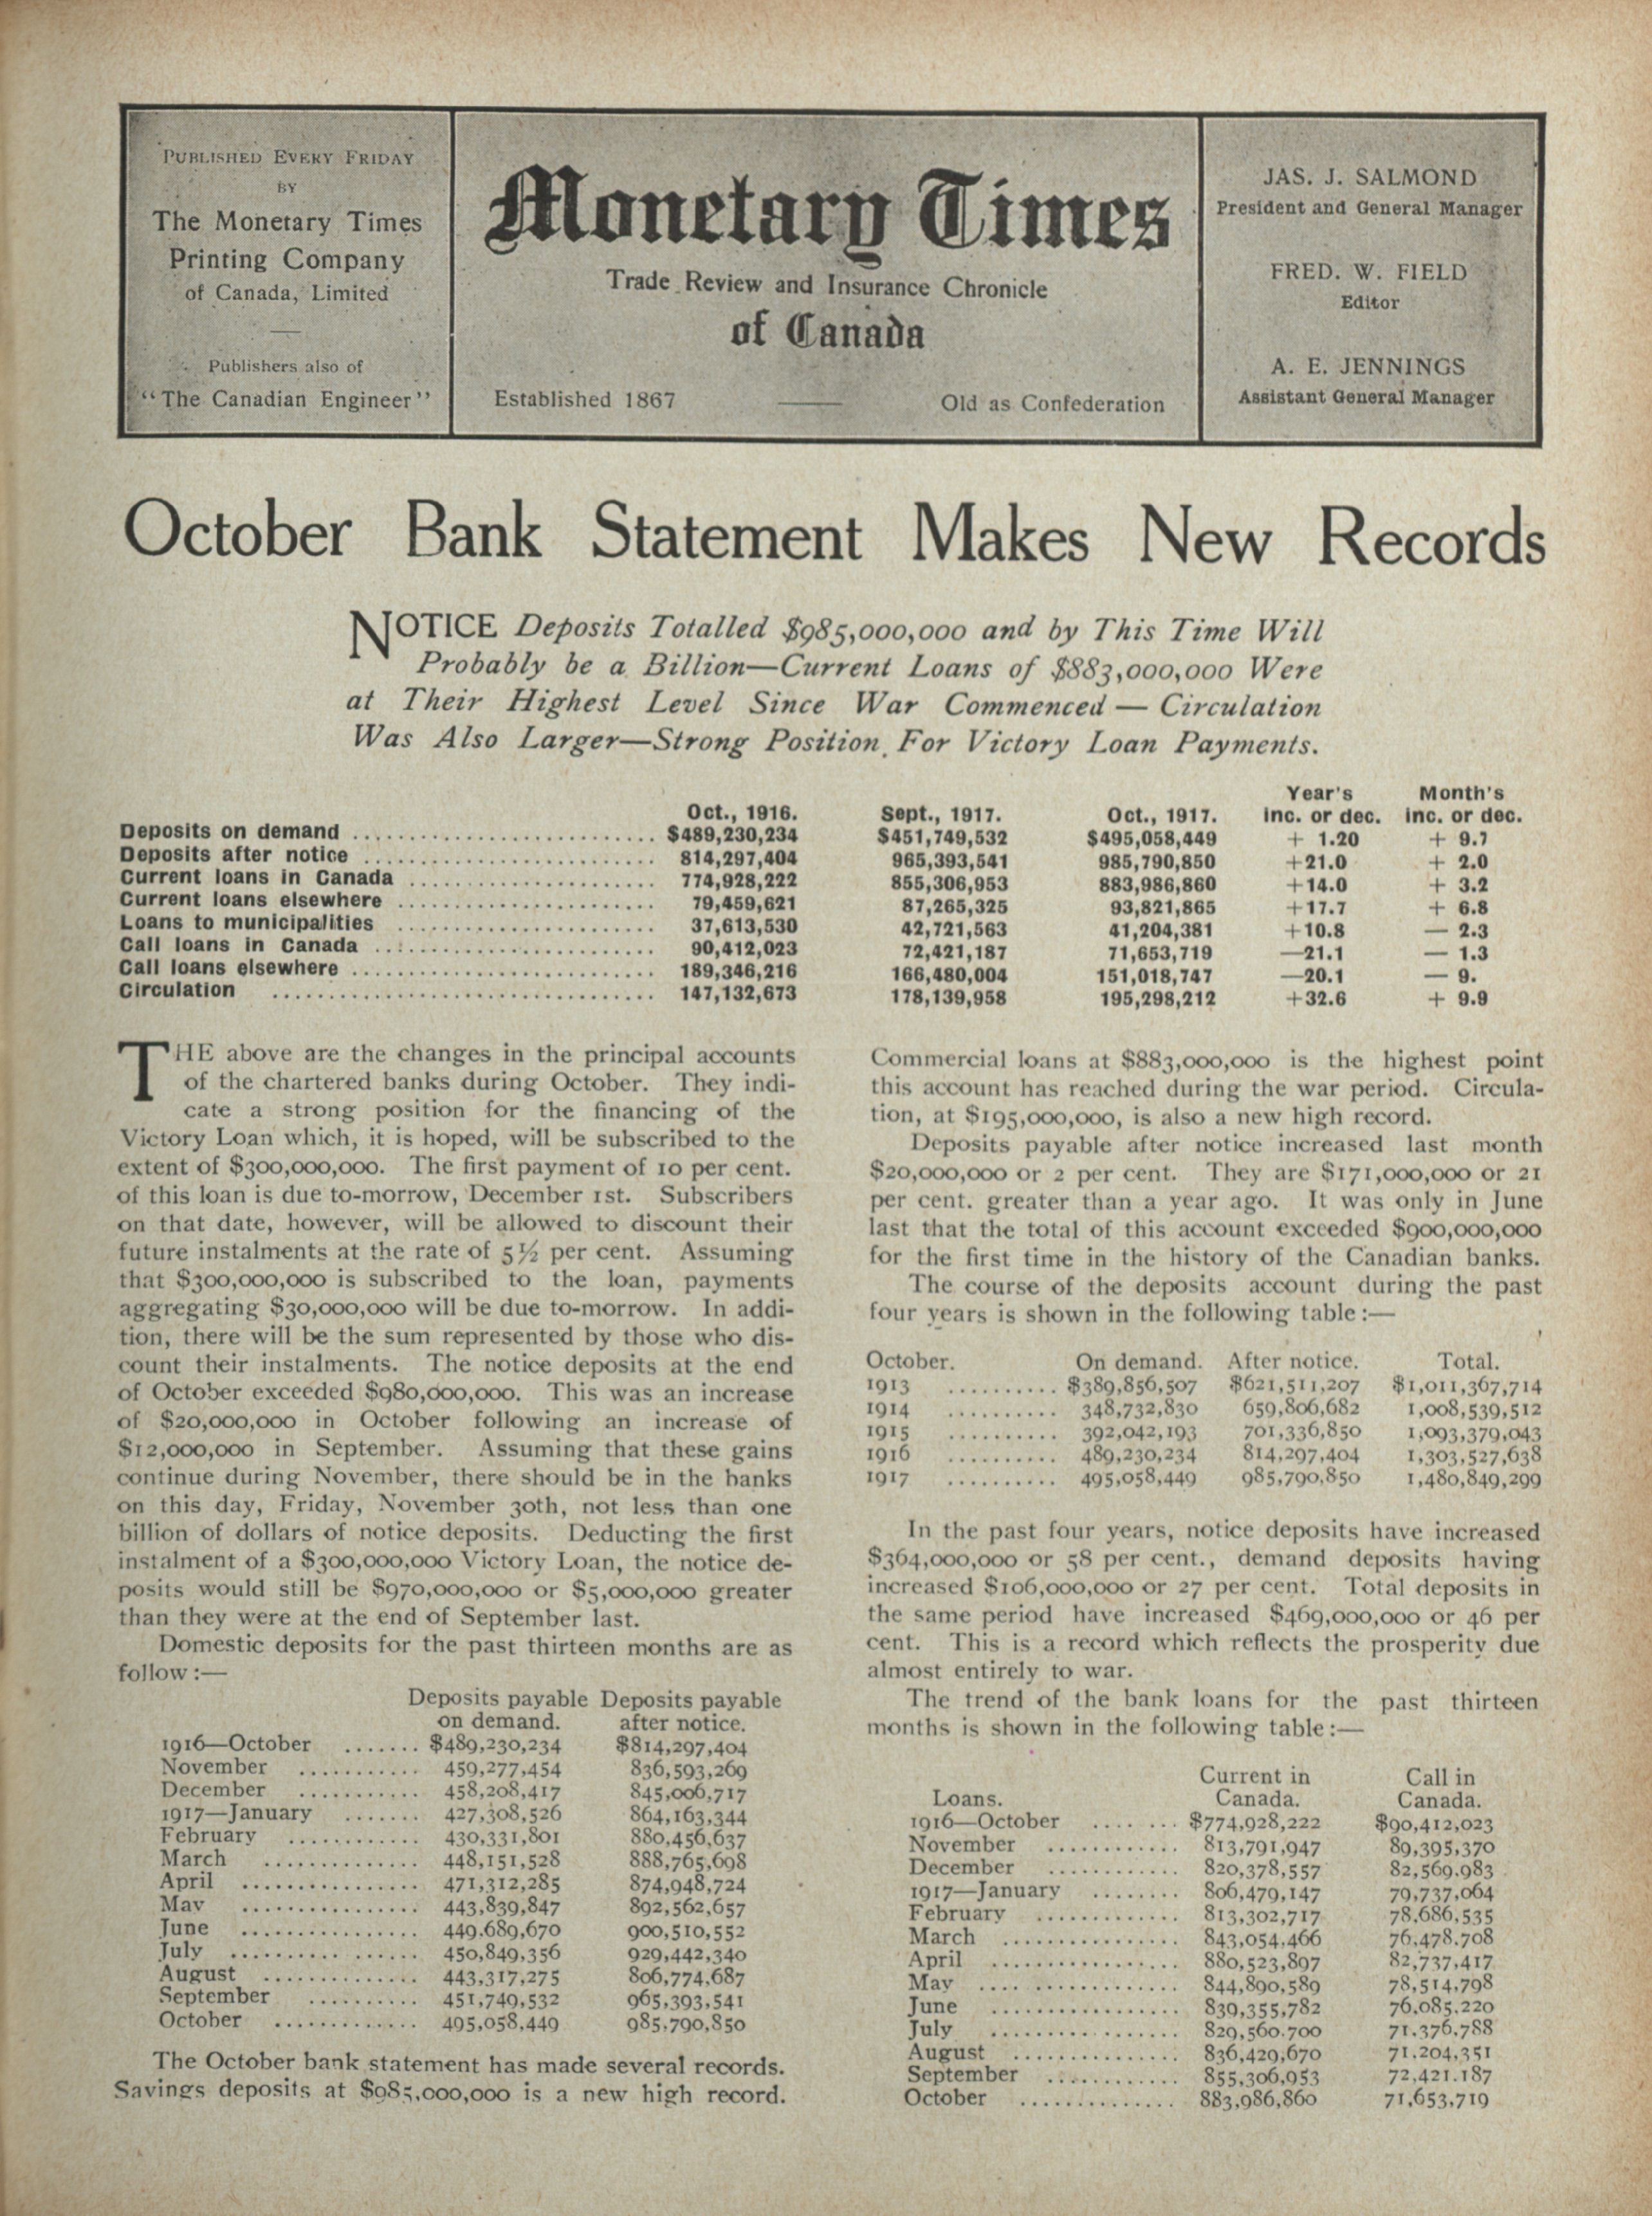 PUBLISHED EVERY FRIDAY
BY
The Monetary Times
Printing Company
of Canada, Limited
Publishers also of
"The Canadian Engineer"
Monetary Times
Trade Review and Insurance Chronicle
of Canada
Established 1867
Old as Confederation
JAS. J. SALMOND
President and General Manager
FRED. W. FIELD
Editor
A. E. JENNINGS
Assistant General Manager
October Bank Statement Makes New Records
NOTICE Deposits Totalled $985,000,000 and by This Time Will
Probably be a Billion—Current Loans of $883,000,000 Were
at Their Highest Level Since War Commenced — Circulation
Was Also Larger—Strong Position For Victory Loan Payments.
Year's Month's
Oct., 1916. Sept., 1917. Oct., 1917. inc. or dec. inc. or dec.
Deposits on demand ........................... $489,230,234 $451,749,532 $495,058,449 + 1.20 + 9.7
Deposits after notice .......................... 814,297,404 965,393,541 985,790,850 +21.0 + 2.0
Current loans in Canada ...................... 774,928,222 855,306,953 883,986,860 +14.0 + 3.2
Current loans elsewhere ....................... 79,459,621 87,265,325 93,821,865 +17.7 + 6.8
Loans to municipalities ....................... 37,613,530 42,721,563 41,204,381 +10.8 — 2.3
Call loans in Canada ......................... 90,412,023 72,421,187 71,653,719 —21.1 — 1.3
Call loans elsewhere ........................... 189,346,216 166,480,004 151,018,747 —20.1 — 9.
Circulation .................................. 147,132,673 178,139,958 195,298,212 +32.6 + 9.9
THE above are the changes in the principal accounts
of the chartered banks during October. They indi-
cate a strong position for the financing of the
Victory Loan which, it is hoped, will be subscribed to the
extent of $300,000,000. The first payment of 10 per cent.
of this loan is due to-morrow, December 1st. Subscribers
on that date, however, will be allowed to discount their
future instalments at the rate of 5½ per cent. Assuming
that $300,000,000 is subscribed to the loan, payments
aggregating $30,000,000 will be due to-morrow. In addi-
tion, there will be the sum represented by those who dis-
count their instalments. The notice deposits at the end
of October exceeded $980,000,000. This was an increase
of $20,000,000 in October following an increase of
$12,000,000 in September. Assuming that these gains
continue during November, there should be in the banks
on this day, Friday, November 30th, not less than one
billion of dollars of notice deposits. Deducting the first
instalment of a $300,000,000 Victory Loan, the notice de-
posits would still be $970,000,000 or $5,000,000 greater
than they were at the end of September last.
Domestic deposits for the past thirteen months are as
follow:—
Deposits payable Deposits payable
on demand. after notice.
1916—October ....... $489,230,234 $814,297,404
November ........... 459,277,454 836,593,269
December ........... 458,208,417 845,006,717
1917—January ....... 427,308,526 864,163,344
February ............ 430,331,801 880,456,637
March .............. 448,151,528 888,765,698
April ................ 471,312,285 874,948,724
May ................ 443,839,847 892,562,657
June ................ 449,689,670 900,510,552
July ................ 450,849,356 929,442,340
August .............. 443,317,275 806,774,687
September .......... 451,749,532 965,393,541
October ............. 495,058,449 985,790,850
The October bank statement has made several records.
Savings deposits at $985,000,000 is a new high record.
Commercial loans at $883,000,000 is the highest point
this account has reached during the war period. Circula-
tion, at $195,000,000, is also a new high record.
Deposits payable after notice increased last month
$20,000,000 or 2 per cent. They are $171,000,000 or 21
per cent. greater than a year ago. It was only in June
last that the total of this account exceeded $900,000,000
for the first time in the history of the Canadian banks.
The course of the deposits account during the past
four years is shown in the following table:—
October. On demand. After notice. Total.
1913 .......... $389,856,507 $621,511,207 $1,011,367,714
1914 .......... 348,732,830 659,806,682 1,008,539,512
1915 .......... 392,042,193 701,336,850 1,093,379,043
1916 .......... 489,230,234 814,297,404 1,303,527,638
1917 .......... 495,058,449 985,790,850 1,480,849,299
In the past four years, notice deposits have increased
$364,000,000 or 58 per cent., demand deposits having
increased $106,000,000 or 27 per cent. Total deposits in
the same period have increased $469,000,000 or 46 per
cent. This is a record which reflects the prosperity due
almost entirely to war.
The trend of the bank loans for the past thirteen
months is shown in the following table:—
Current in Call in
Loans. Canada. Canada.
1916—October ........ $774,928,222 $90,412,023
November ............ 813,791,947 89,395,370
December ............ 820,378,557 82,569,983
1917—January ........ 806,479,147 79,737,064
February ............. 813,302,717 78,686,535
March ................ 843,054,466 76,478,708
April ................. 880,523,897 82,737,417
May ................. 844,890,589 78,514,798
June ................. 839,355,782 76,085,220
July ................. 829,560,700 71,376,788
August ............... 836,429,670 71,204,351
September ............ 855,306,953 72,421,187
October .............. 883,986,860 71,653,719